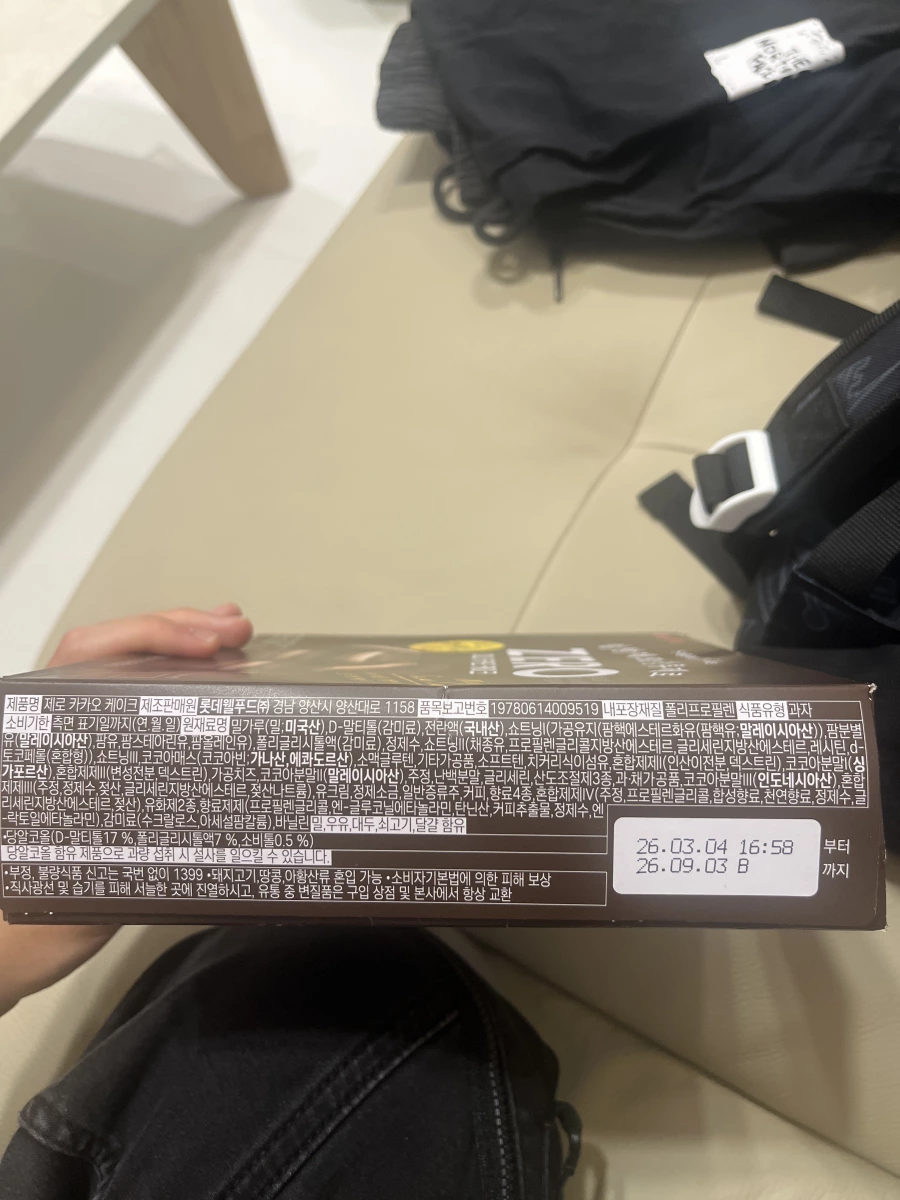 THE
NORTH
FACE
ZERO
제품명 제로 카카오 케이크 제조판매원 롯데웰푸드㈜ 경남 양산시 양산대로 1158 품목보고번호 19780614009519 내포장재질 폴리프로필렌 식품유형 과자
소비기한 측면 표기일까지(연.월.일) 원재료명 밀가루(밀:미국산), D-말티톨(감미료), 전란액(국내산), 쇼트닝I(가공유지(팜핵에스테르화유(팜핵유:말레이시아산)), 팜분별
유(말레이시아산), 팜유, 팜스테아린유, 팜올레인유), 폴리글리시톨액(감미료), 정제수, 쇼트닝II(채종유, 프로필렌글리콜지방산에스테르, 글리세리지방산에스테르, 레시틴, d-
토코페롤(혼합형)), 쇼트닝III, 코코아매스(코코아빈:가나산, 에콰도르산), 소맥글루텐, 기타가공품, 소프트텐, 치커리식이섬유, 혼합제제I(인산이전분, 덱스트린), 코코아분말I(싱
가포르산), 혼합제제II(변성전분, 덱스트린), 가공치즈, 코코아분말II(말레이시아산), 주정, 난백분말, 글리세린, 산도조절제3종, 과·채가공품, 코코아분말III(인도네시아산), 혼합
제제III(주정, 정제수, 젖산, 글리세린지방산에스테르, 젖산나트륨), 유크림, 정제소금, 일반증류주, 커피, 향료4종, 혼합제제IV(주정, 프로필렌글리콜, 합성향료, 천연향료, 정제수, 글
리세린지방산에스테르, 젖산), 유화제2종, 향료제제(프로필렌글리콜, 엔-글루코닐에타놀아민, 탄닌산, 커피추출물, 정제수, 엔
-락토일에타놀아민), 감미료(수크랄로스, 아세설팜칼륨), 바닐린 밀,우유,대두,쇠고기,달걀 함유
•당알코올(D-말티톨17 %, 폴리글리시톨액7 %, 소비톨0.5 %)
당알코올 함유 제품으로 과량 섭취 시 설사를 일으킬 수 있습니다.
•부정, 불량식품 신고는 국번 없이 1399 •돼지고기,땅콩,아황산류 혼입 가능 •소비자기본법에 의한 피해 보상
•직사광선 및 습기를 피해 서늘한 곳에 진열하시고, 유통 중 변질품은 구입 상점 및 본사에서 항상 교환
26.03.04 16:58 부터
26.09.03 B 까지